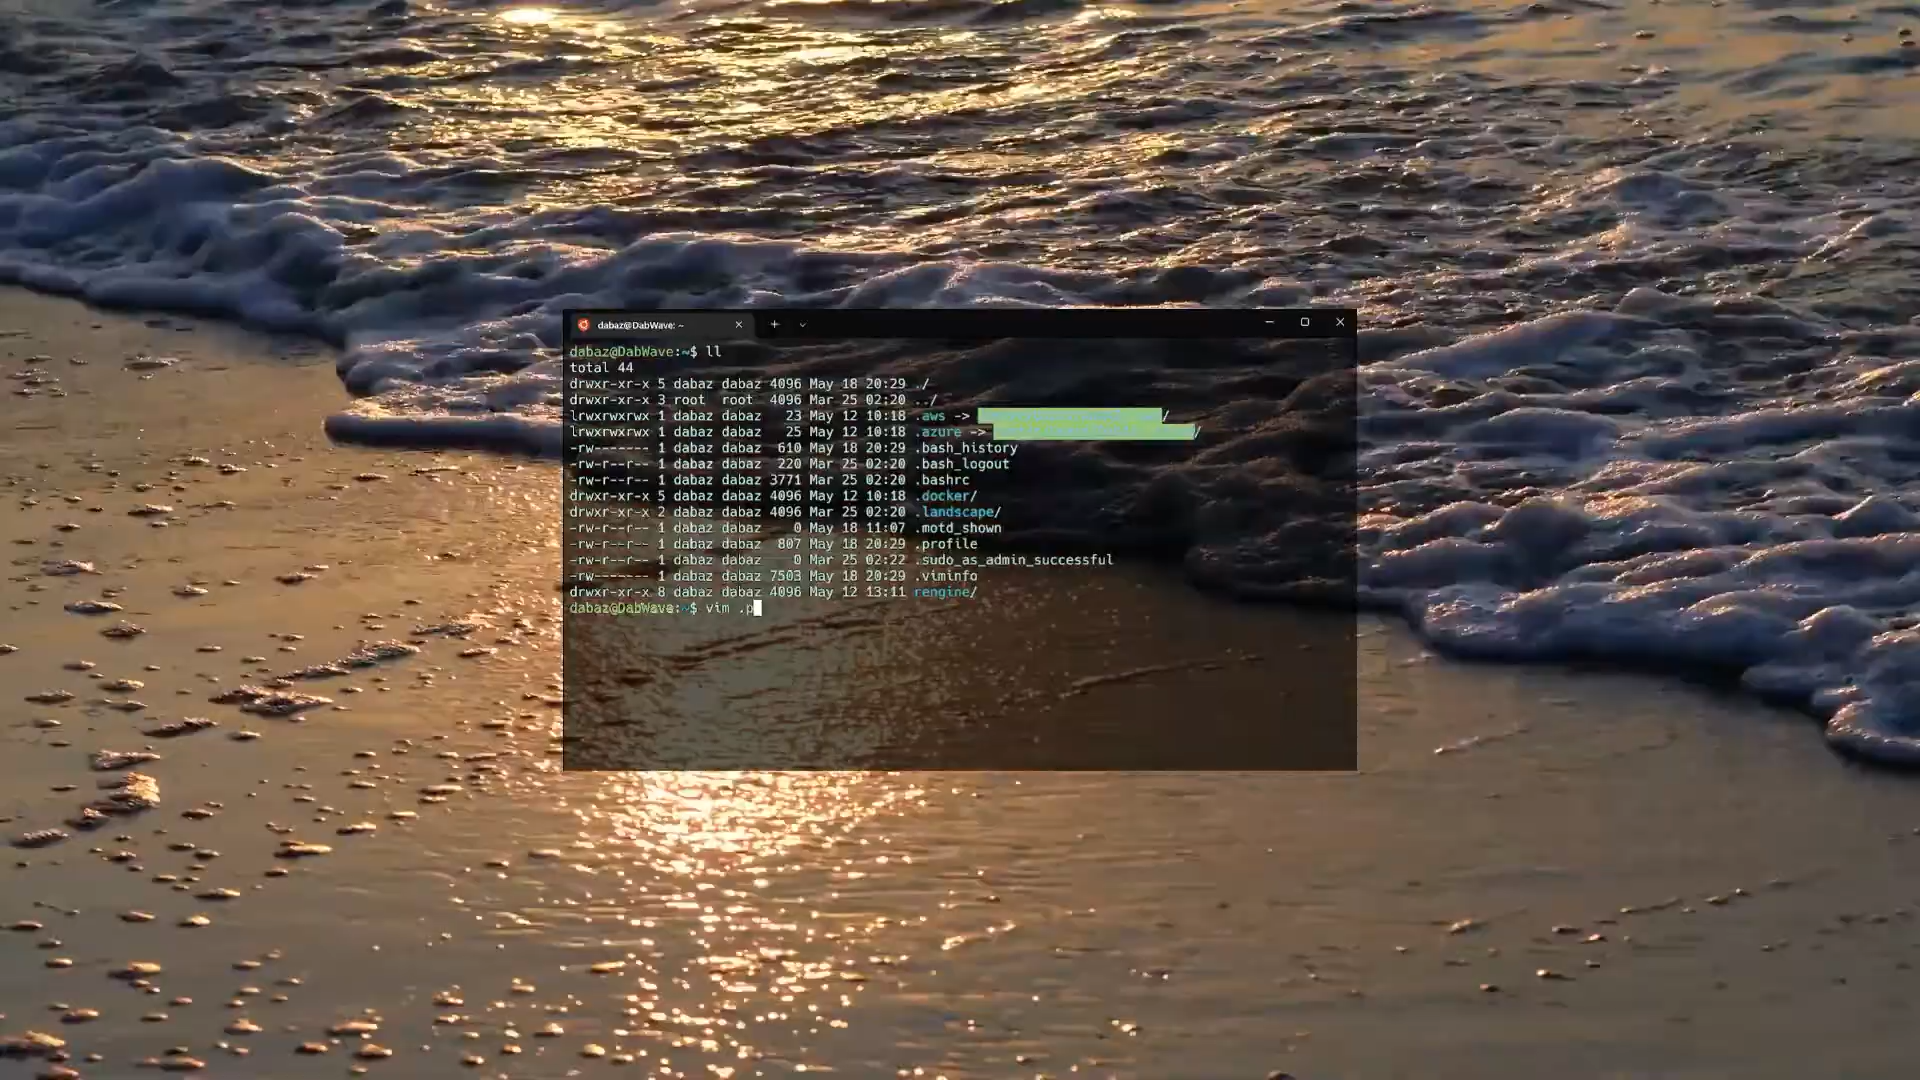 dabaz@DabWave: ~
dabaz@DabWave:~$ ll
total 44
drwxr-xr-x 5 dabaz dabaz 4096 May 18 20:29 ./
drwxr-xr-x 3 root  root  4096 Mar 25 02:20 ../
lrwxrwxrwx 1 dabaz dabaz   23 May 12 10:18 .aws -> /
lrwxrwxrwx 1 dabaz dabaz   25 May 12 10:18 .azure -> /
-rw------- 1 dabaz dabaz  610 May 18 20:29 .bash_history
-rw-r--r-- 1 dabaz dabaz  220 Mar 25 02:20 .bash_logout
-rw-r--r-- 1 dabaz dabaz 3771 Mar 25 02:20 .bashrc
drwxr-xr-x 5 dabaz dabaz 4096 May 12 10:18 .docker/
drwxr-xr-x 2 dabaz dabaz 4096 Mar 25 02:20 .landscape/
-rw-r--r-- 1 dabaz dabaz    0 May 18 11:07 .motd_shown
-rw-r--r-- 1 dabaz dabaz  807 May 18 20:29 .profile
-rw-r--r-- 1 dabaz dabaz    0 Mar 25 02:22 .sudo_as_admin_successful
-rw------- 1 dabaz dabaz 7503 May 18 20:29 .viminfo
drwxr-xr-x 8 dabaz dabaz 4096 May 12 13:11 rengine/
dabaz@DabWave:~$ vim .p